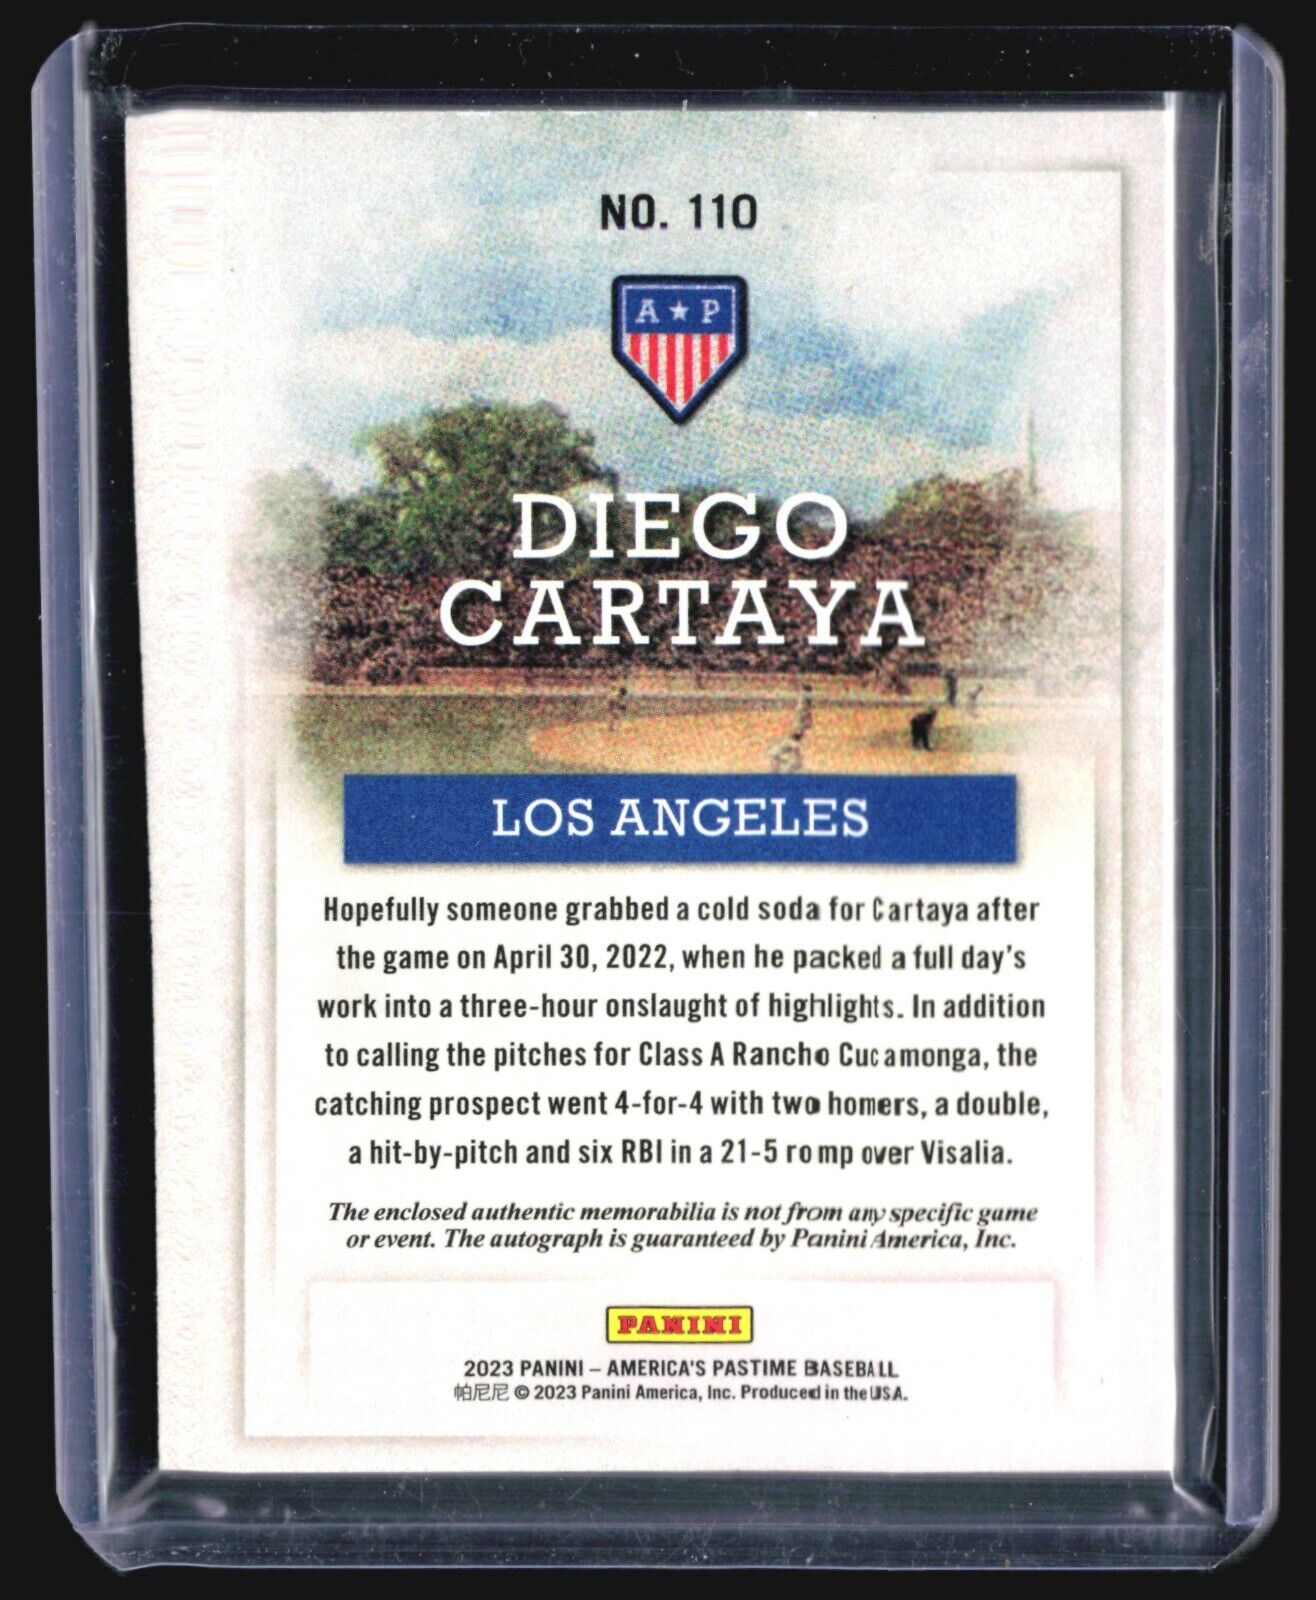 NO. 110
A ★ P
DIEGO
CARTAYA
LOS ANGELES
Hopefully someone grabbed a cold soda for Cartaya after
the game on April 30, 2022, when he packed a full day's
work into a three-hour onslaught of highlights. In addition
to calling the pitches for Class A Rancho Cucamonga, the
catching prospect went 4-for-4 with two homers, a double,
a hit-by-pitch and six RBI in a 21-5 romp over Visalia.
The enclosed authentic memorabilia is not from any specific game
or event. The autograph is guaranteed by Panini America, Inc.
PANINI
2023 PANINI – AMERICA'S PASTIME BASEBALL
帕尼尼 © 2023 Panini America, Inc. Produced in the USA.